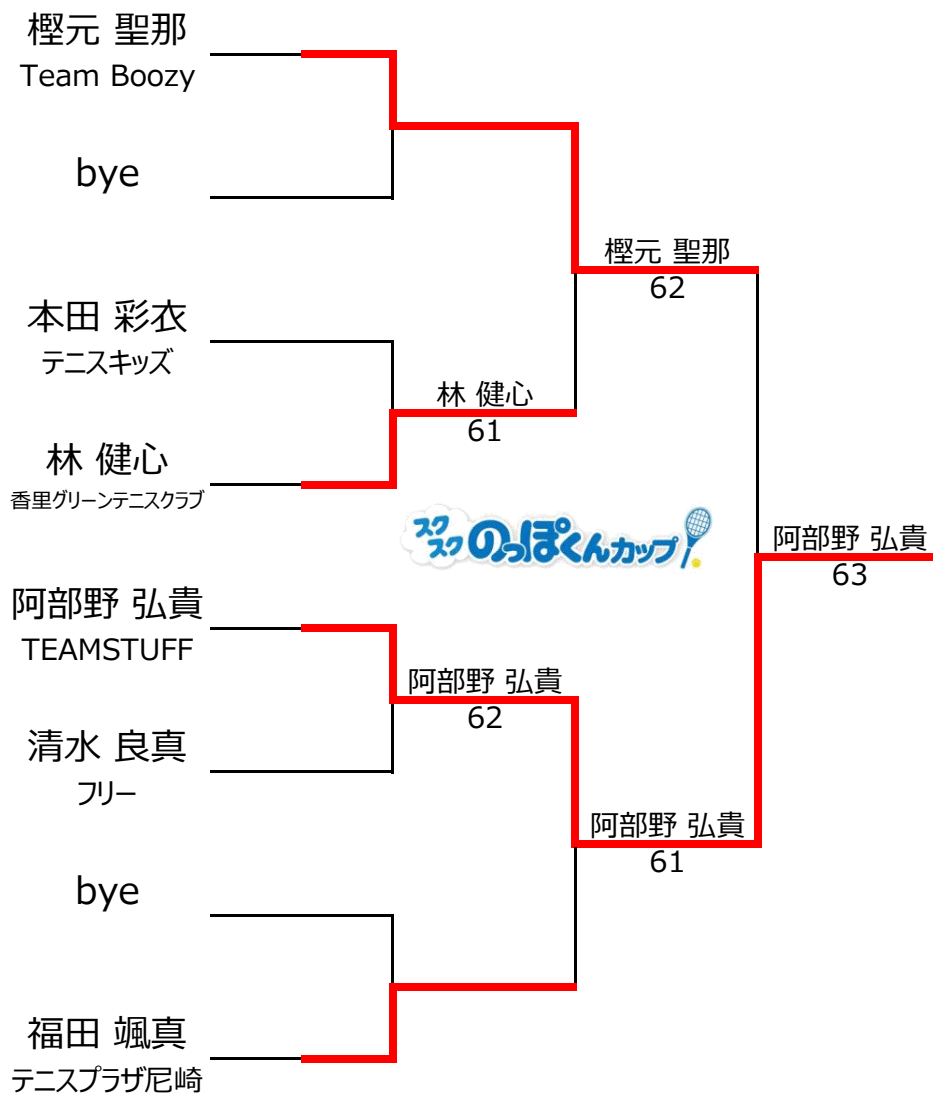 樫元 聖那
Team Boozy
bye
樫元 聖那
62
本田 彩衣
テニスキッズ
林 健心
61
林 健心
香里グリーンテニスクラブ
スクスクのっぽくんカップ
阿部野 弘貴
63
阿部野 弘貴
TEAMSTUFF
阿部野 弘貴
62
清水 良真
フリー
阿部野 弘貴
61
bye
福田 颯真
テニスプラザ尼崎